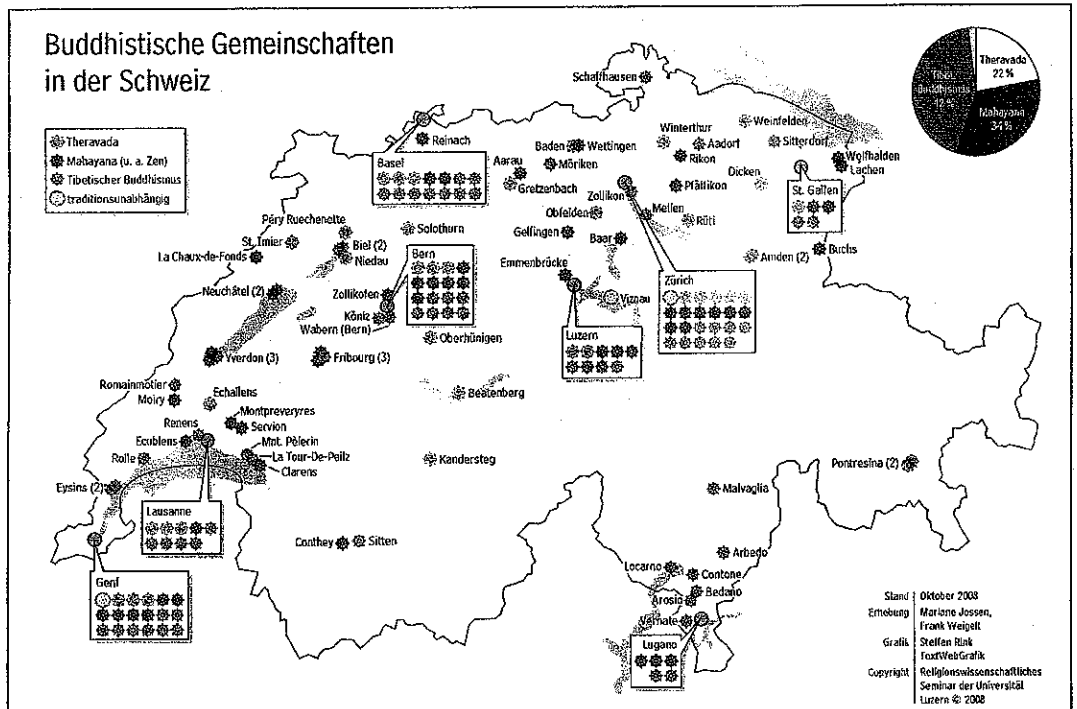 Buddhistische Gemeinschaften
in der Schweiz
Theravada
Mahayana (u. a. Zen)
Tibetischer Buddhismus
traditionsunabhängig
Theravada
22 %
Buddhismus
Mahayana
34 %
Schaffhausen
Reinach
Basel
Baden
Wettingen
Aarau
Möriken
Gretzenbach
Winterthur
Weinfelden
Aadorf
Sitterdorf
Rikon
Wolfhalden
Lachen
Dicken
Pfäffikon
St. Gallen
Zollikon
Obfelden
Meilen
Rüti
Gelfingen
Baar
Buchs
Amden (2)
Péry Ruechenette
Solothurn
St. Imier
Biel (2)
Niedau
La Chaux-de-Fonds
Bern
Emmenbrücke
Zürich
Neuchâtel (2)
Zollikofen
Köniz
Wabern (Bern)
Viznau
Luzern
Oberhünigen
Yverdon (3)
Fribourg (3)
Romainmôtier
Moiry
Echallens
Beatenberg
Montpreveyres
Servion
Renens
Ecublens
Mnt. Pèlerin
La Tour-De-Peilz
Rolle
Clarens
Kandersteg
Pontresina (2)
Eysins (2)
Malvaglia
Lausanne
Conthey
Sitten
Arbedo
Locarno
Contone
Bedano
Arosio
Genf
Vernate
Lugano
Stand Oktober 2008
Erhebung Martene Jossen,
Frank Weigelt
Grafik Steffen Rink
TextWebGrafik
Copyright Religionswissenschaftliches
Seminar der Universität
Luzern © 2008